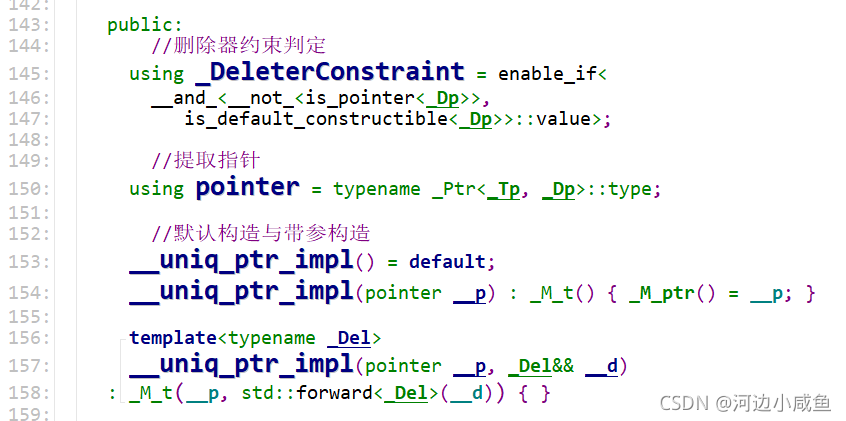 142:
143: public:
144: //删除器约束判定
145: using _DeleterConstraint = enable_if<
146: __and_<__not_<is_pointer<_Dp>>,
147: is_default_constructible<_Dp>>::value>;
148:
149: //提取指针
150: using pointer = typename _Ptr<_Tp, _Dp>::type;
151:
152: //默认构造与带参构造
153: __uniq_ptr_impl() = default;
154: __uniq_ptr_impl(pointer __p) : _M_t() { _M_ptr() = __p; }
155:
156: template<typename _Del>
157: __uniq_ptr_impl(pointer __p, _Del&& __d)
158: : _M_t(__p, std::forward<_Del>(__d)) { }
159:
CSDN @河边小咸鱼